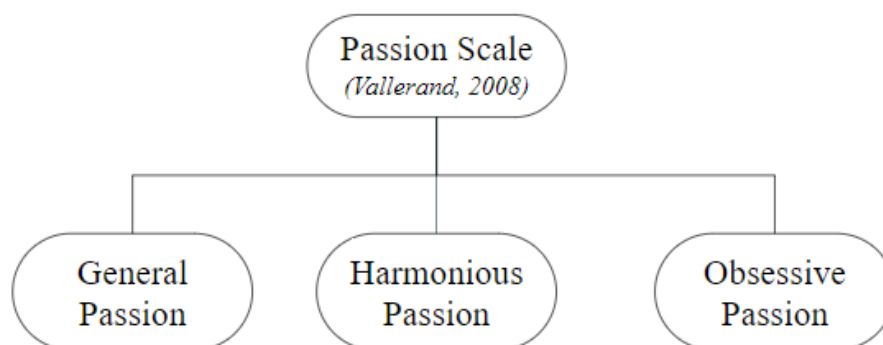 Passion Scale
(Vallerand, 2008)
General
Passion
Harmonious
Passion
Obsessive
Passion